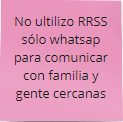 No ultilizo RRSS
sólo whatsap
para comunicar
con familia y
gente cercanas